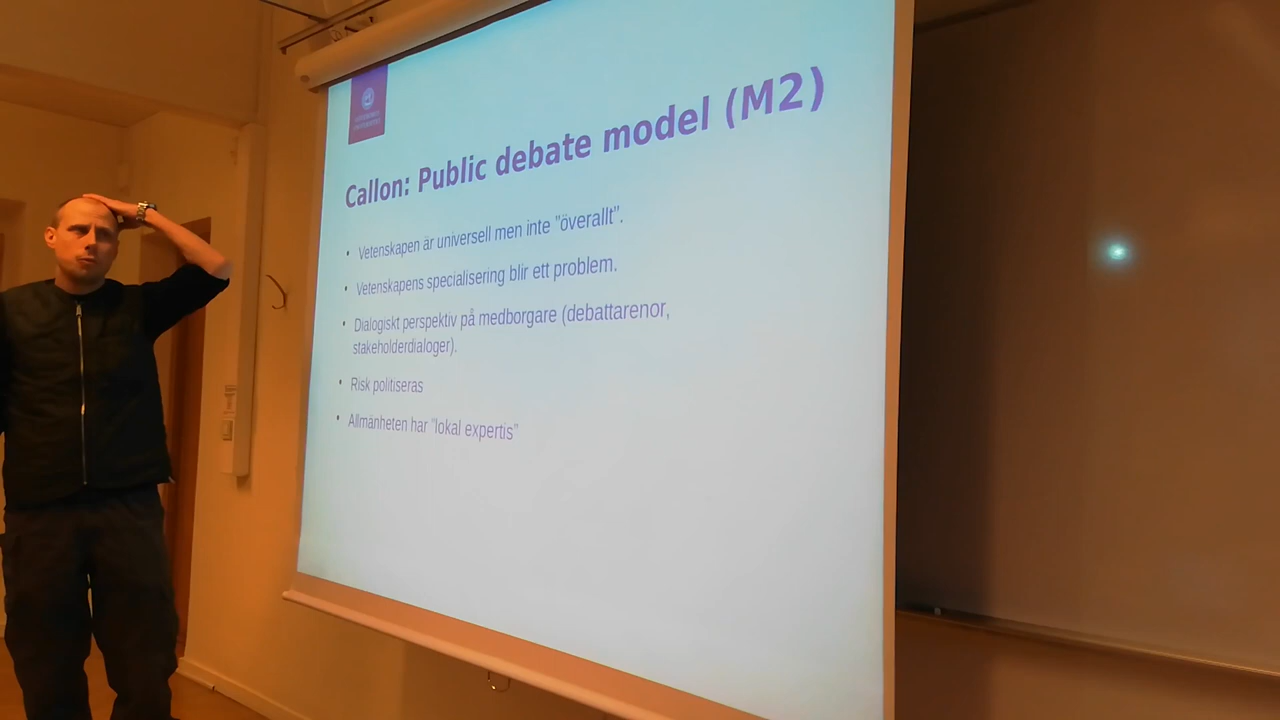 Callon: Public debate model (M2)
• Vetenskapen är universell men inte "överallt".
• Vetenskapens specialisering blir ett problem.
• Dialogiskt perspektiv på medborgare (debattarenor,
stakeholderdialoger).
• Risk politiseras
• Allmänheten har "lokal expertis"